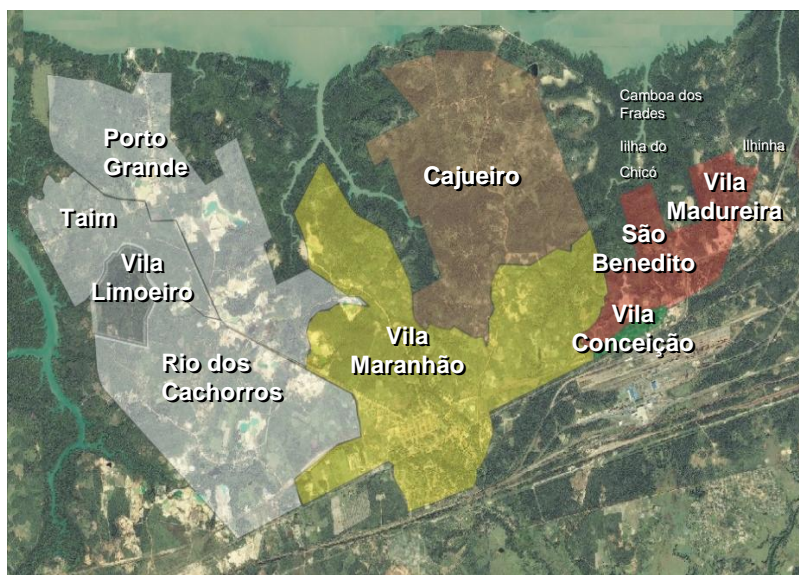 Porto
Grande
Taim
Vila
Limoeiro
Rio dos
Cachorros
Vila
Maranhão
Cajueiro
Camboa dos
Frades
Iilha do
Chicó
Ilhinha
Vila
Madureira
São
Benedito
Vila
Conceição